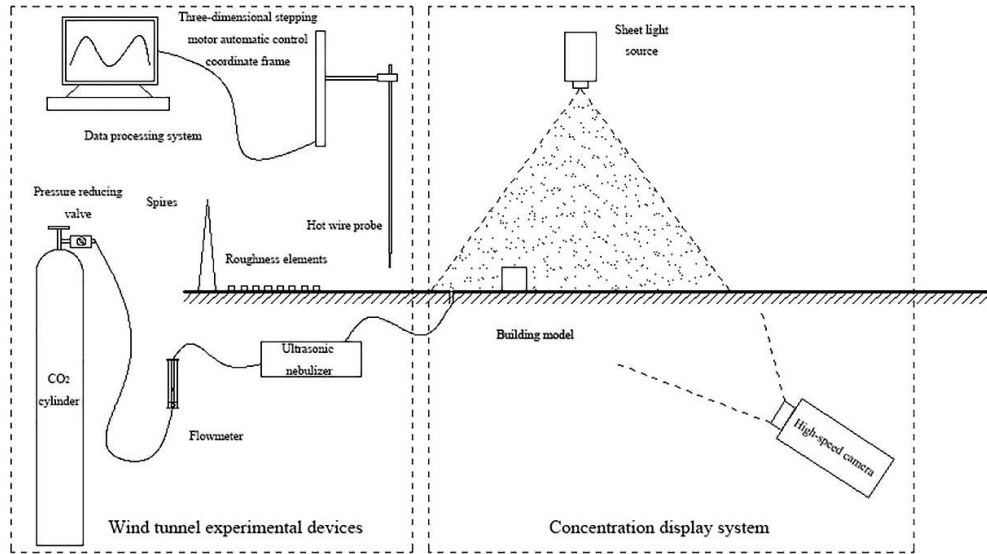 Three-dimensional stepping
motor automatic control
coordinate frame
Data processing system
Pressure reducing
valve
Spires
Hot wire probe
Roughness elements
Ultrasonic
nebulizer
CO2
cylinder
Flowmeter
Wind tunnel experimental devices
Sheet light
source
Building model
High-speed camera
Concentration display system